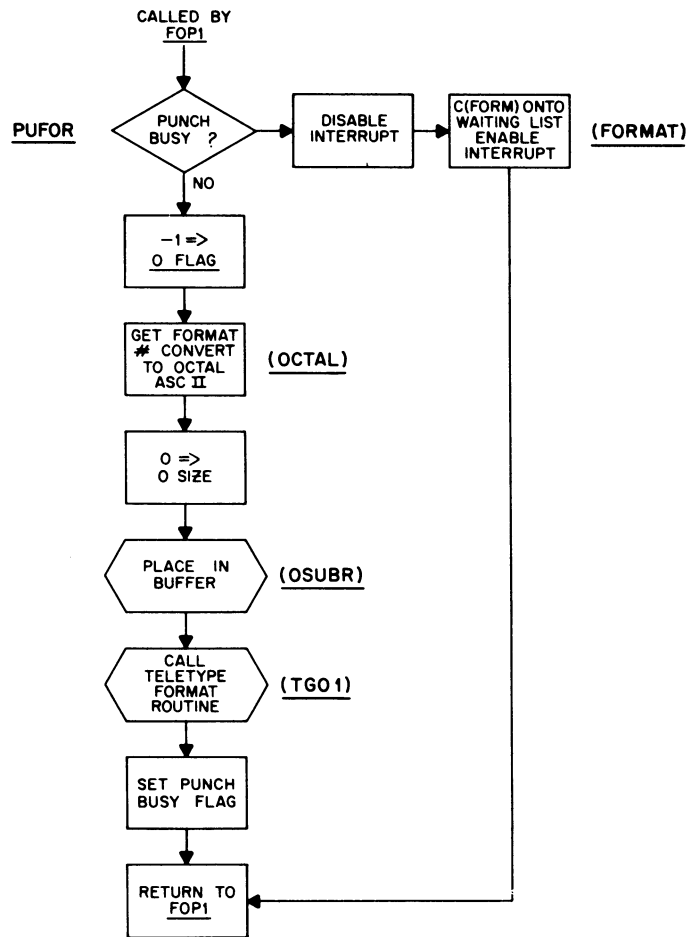 CALLED BY
FOP1
PUFOR
PUNCH
BUSY ?
DISABLE
INTERRUPT
C(FORM) ONTO
WAITING LIST
ENABLE
INTERRUPT
(FORMAT)
NO
-1 =>
O FLAG
GET FORMAT
# CONVERT
TO OCTAL
ASC II
(OCTAL)
O =>
O SIZE
PLACE IN
BUFFER
(OSUBR)
CALL
TELETYPE
FORMAT
ROUTINE
(TGO1)
SET PUNCH
BUSY FLAG
RETURN TO
FOP1